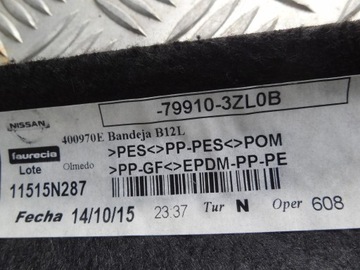 -79910-3ZL0B
NISSAN
400970E Bandeja B12L
faurecia
Olmedo
>PES<>PP-PES<>POM
Lote
>PP-GF<>EPDM-PP-PE
11515N287
Fecha 14/10/15 23:37 Tur N Oper 608